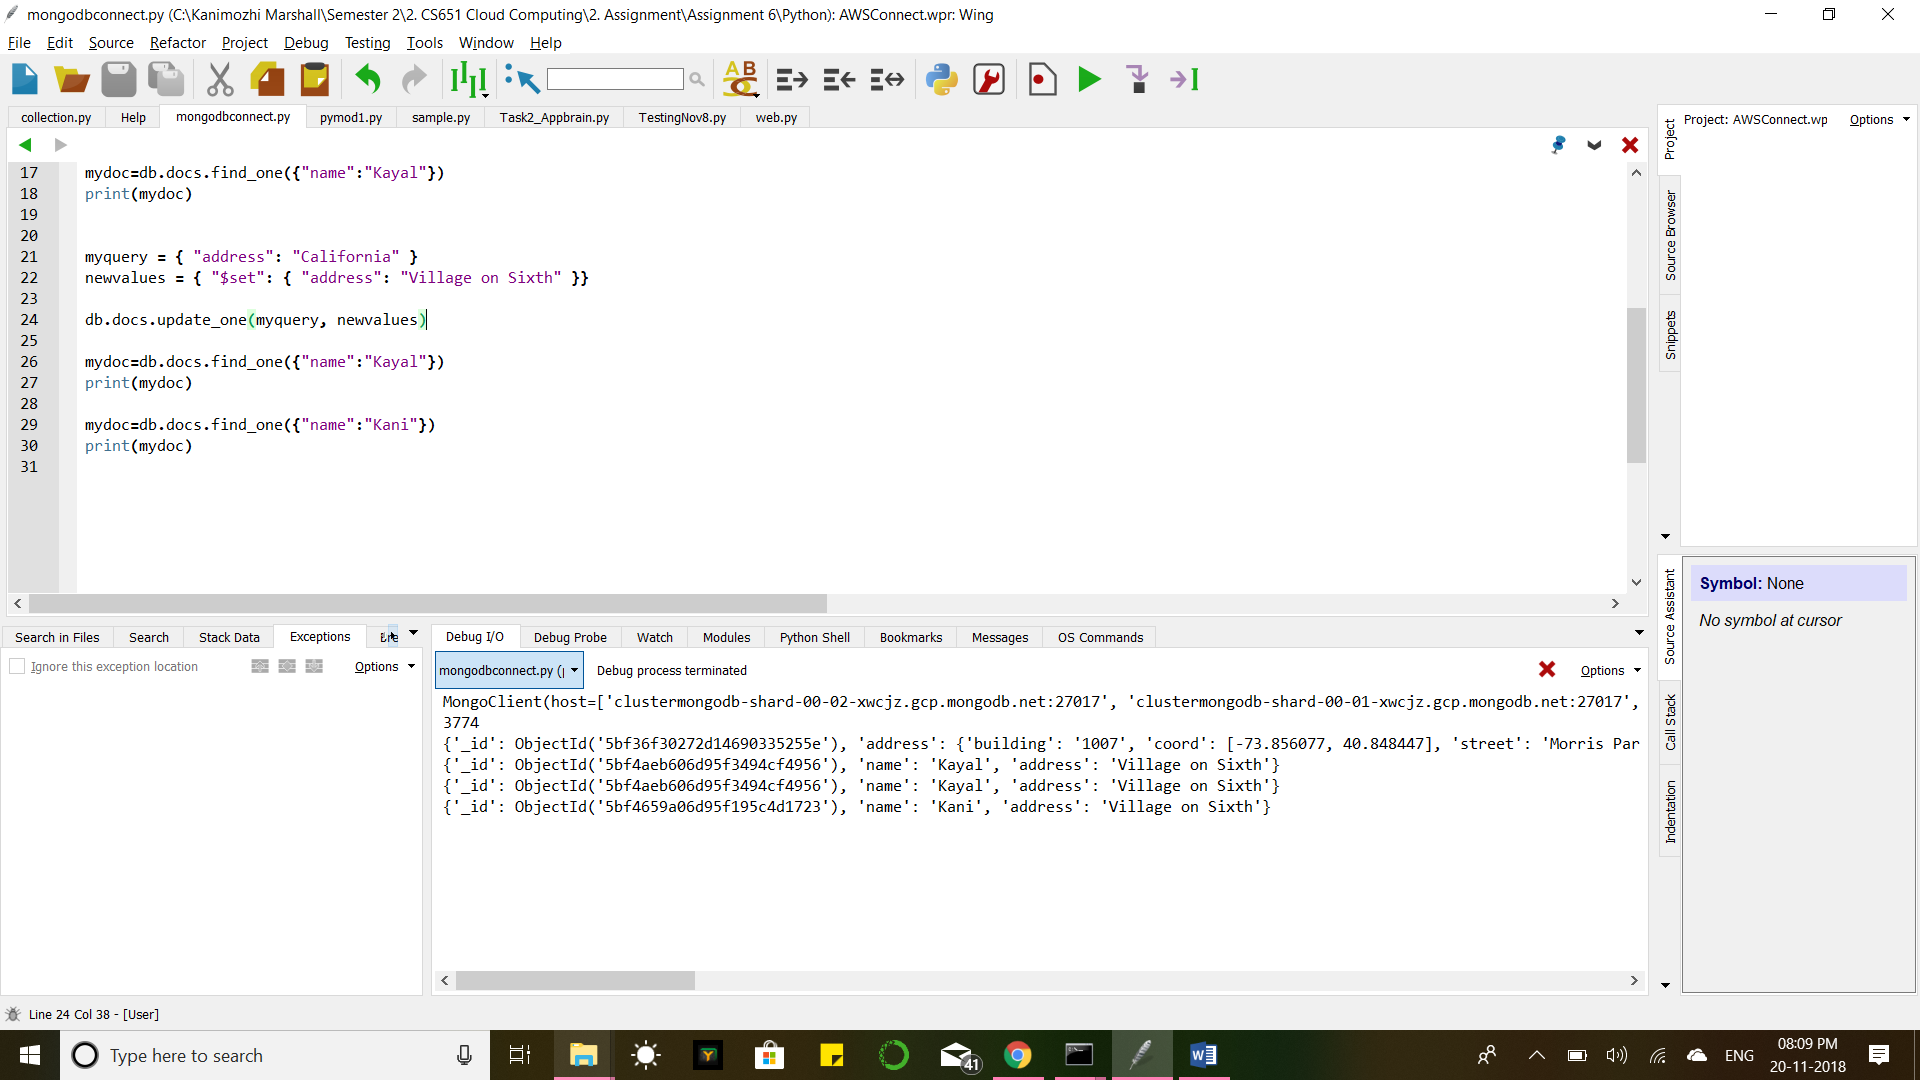 mongodbconnect.py (C:\Kanimozhi Marshall\Semester 2\2. CS651 Cloud Computing\2. Assignment\Assignment 6\Python): AWSConnect.wpr: Wing
File Edit Source Refactor Project Debug Testing Tools Window Help
collection.py Help mongodbconnect.py pymod1.py sample.py Task2_Appbrain.py TestingNov8.py web.py
17 mydoc=db.docs.find_one({"name":"Kayal"})
18 print(mydoc)
19
20
21 myquery = { "address": "California" }
22 newvalues = { "$set": { "address": "Village on Sixth" }}
23
24 db.docs.update_one(myquery, newvalues)
25
26 mydoc=db.docs.find_one({"name":"Kayal"})
27 print(mydoc)
28
29 mydoc=db.docs.find_one({"name":"Kani"})
30 print(mydoc)
31
Project: AWSConnect.wp Options
Project
Source Browser
Snippets
Search in Files Search Stack Data Exceptions
Ignore this exception location Options
Debug I/O Debug Probe Watch Modules Python Shell Bookmarks Messages OS Commands
mongodbconnect.py ( Debug process terminated Options
MongoClient(host=['clustermongodb-shard-00-02-xwcjz.gcp.mongodb.net:27017', 'clustermongodb-shard-00-01-xwcjz.gcp.mongodb.net:27017',
3774
{'_id': ObjectId('5bf36f30272d14690335255e'), 'address': {'building': '1007', 'coord': [-73.856077, 40.848447], 'street': 'Morris Par
{'_id': ObjectId('5bf4aeb606d95f3494cf4956'), 'name': 'Kayal', 'address': 'Village on Sixth'}
{'_id': ObjectId('5bf4aeb606d95f3494cf4956'), 'name': 'Kayal', 'address': 'Village on Sixth'}
{'_id': ObjectId('5bf4659a06d95f195c4d1723'), 'name': 'Kani', 'address': 'Village on Sixth'}
Source Assistant
Call Stack
Indentation
Symbol: None
No symbol at cursor
Line 24 Col 38 - [User]
Type here to search
41
ENG
08:09 PM
20-11-2018